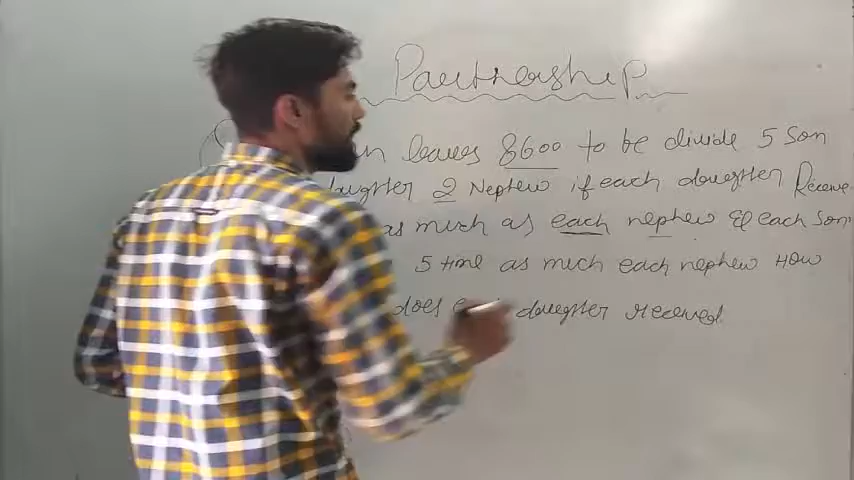 Partnership
leaves 8600 to be divide 5 Son
daughter 2 Nephew if each daughter Receive
as much as each nephew & each Son
5 time as much each nephew How
does daughter received